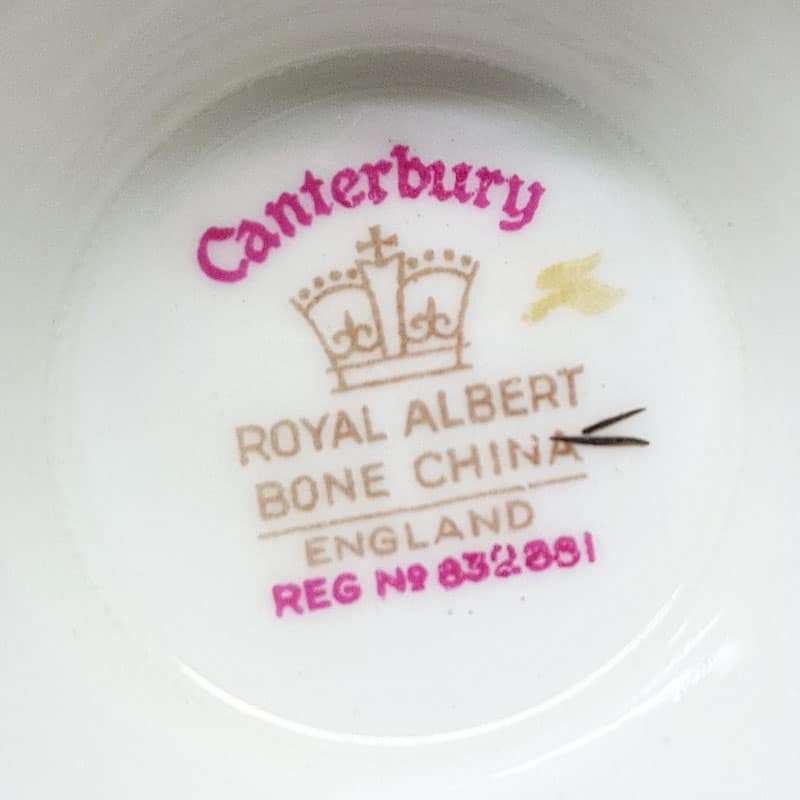 Canterbury
ROYAL ALBERT
BONE CHINA
ENGLAND
REG Nº 832881